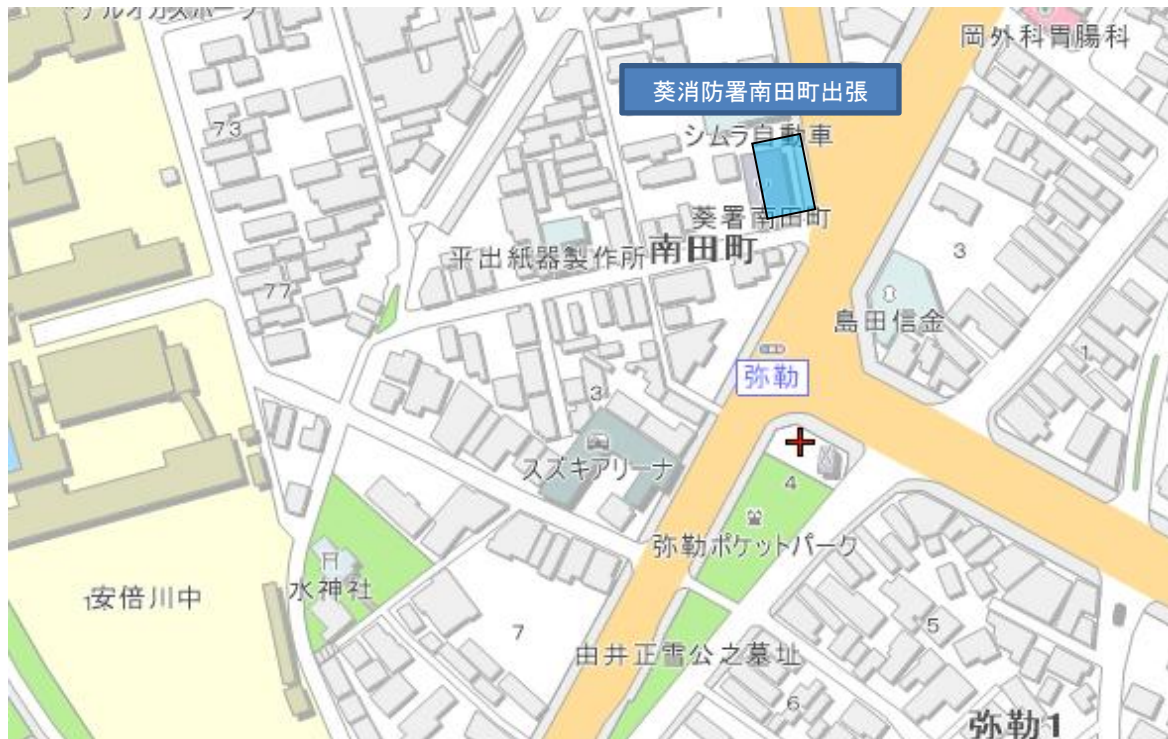 岡外科胃腸科
葵消防署南田町出張
73
シムラ自動車
葵署南田町
南田町
平出紙器製作所
3
77
島田信金
1
弥勒
3
スズキアリーナ
4
弥勒ポケットパーク
水神社
安倍川中
7
5
由井正雪公之墓址
6
弥勒1